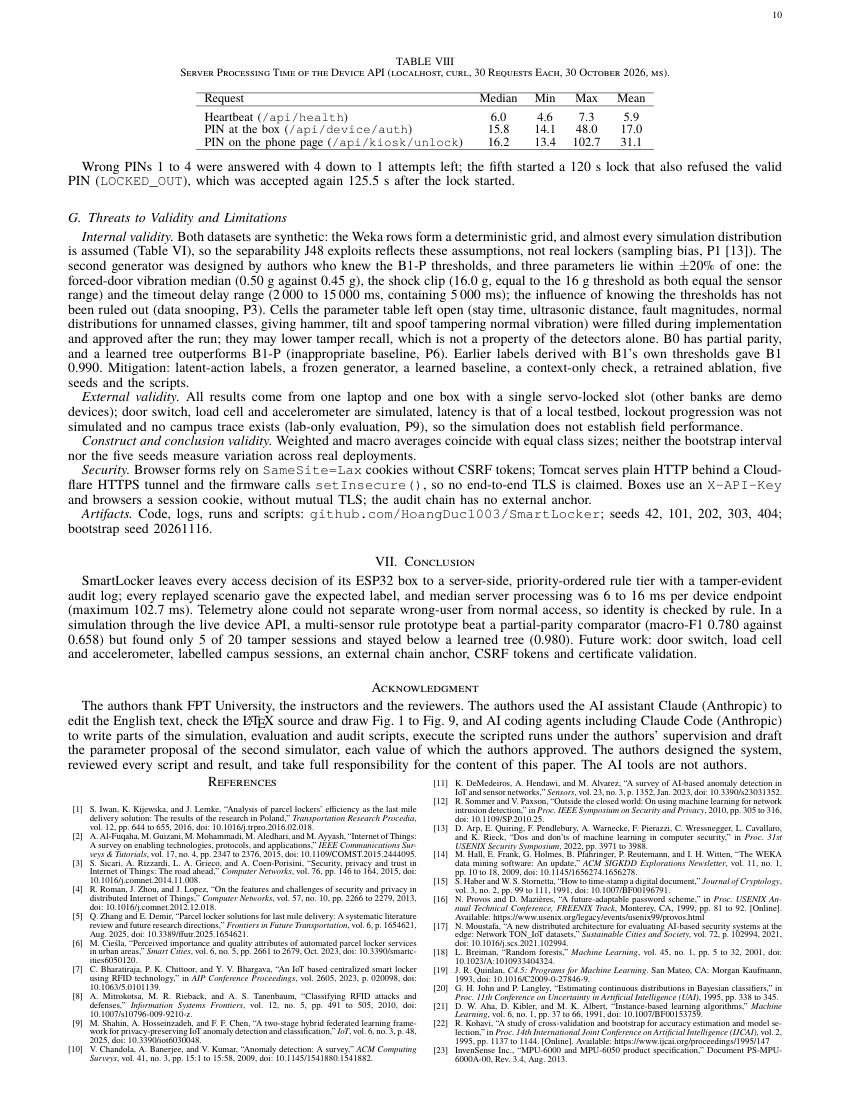 10
TABLE VIII
Server Processing Time of the Device API (localhost, curl, 30 Requests Each, 30 October 2026, ms).
Request Median Min Max Mean
Heartbeat (/api/health) 6.0 4.6 7.3 5.9
PIN at the box (/api/device/auth) 15.8 14.1 48.0 17.0
PIN on the phone page (/api/kiosk/unlock) 16.2 13.4 102.7 31.1
Wrong PINs 1 to 4 were answered with 4 down to 1 attempts left; the fifth started a 120 s lock that also refused the valid
PIN (LOCKED_OUT), which was accepted again 125.5 s after the lock started.
G. Threats to Validity and Limitations
Internal validity. Both datasets are synthetic: the Weka rows form a deterministic grid, and almost every simulation distribution
is assumed (Table VI), so the separability J48 exploits reflects these assumptions, not real lockers (sampling bias, P1 [13]). The
second generator was designed by authors who knew the B1-P thresholds, and three parameters lie within ±20% of one: the
forced-door vibration median (0.50 g against 0.45 g), the shock clip (16.0 g, equal to the 16 g threshold as both equal the sensor
range) and the timeout delay range (2 000 to 15 000 ms, containing 5 000 ms); the influence of knowing the thresholds has not
been ruled out (data snooping, P3). Cells the parameter table left open (stay time, ultrasonic distance, fault magnitudes, normal
distributions for unnamed classes, giving hammer, tilt and spoof tampering normal vibration) were filled during implementation
and approved after the run; they may lower tamper recall, which is not a property of the detectors alone. B0 has partial parity,
and a learned tree outperforms B1-P (inappropriate baseline, P6). Earlier labels derived with B1's own thresholds gave B1
0.990. Mitigation: latent-action labels, a frozen generator, a learned baseline, a context-only check, a retrained ablation, five
seeds and the scripts.
External validity. All results come from one laptop and one box with a single servo-locked slot (other banks are demo
devices); door switch, load cell and accelerometer are simulated, latency is that of a local testbed, lockout progression was not
simulated and no campus trace exists (lab-only evaluation, P9), so the simulation does not establish field performance.
Construct and conclusion validity. Weighted and macro averages coincide with equal class sizes; neither the bootstrap interval
nor the five seeds measure variation across real deployments.
Security. Browser forms rely on SameSite=Lax cookies without CSRF tokens; Tomcat serves plain HTTP behind a Cloud-
flare HTTPS tunnel and the firmware calls setInsecure(), so no end-to-end TLS is claimed. Boxes use an X-API-Key
and browsers a session cookie, without mutual TLS; the audit chain has no external anchor.
Artifacts. Code, logs, runs and scripts: github.com/HoangDuc1003/SmartLocker; seeds 42, 101, 202, 303, 404;
bootstrap seed 20261116.
VII. Conclusion
SmartLocker leaves every access decision of its ESP32 box to a server-side, priority-ordered rule tier with a tamper-evident
audit log; every replayed scenario gave the expected label, and median server processing was 6 to 16 ms per device endpoint
(maximum 102.7 ms). Telemetry alone could not separate wrong-user from normal access, so identity is checked by rule. In a
simulation through the live device API, a multi-sensor rule prototype beat a partial-parity comparator (macro-F1 0.780 against
0.658) but found only 5 of 20 tamper sessions and stayed below a learned tree (0.980). Future work: door switch, load cell
and accelerometer, labelled campus sessions, an external chain anchor, CSRF tokens and certificate validation.
Acknowledgment
The authors thank FPT University, the instructors and the reviewers. The authors used the AI assistant Claude (Anthropic) to
edit the English text, check the LaTeX source and draw Fig. 1 to Fig. 9, and AI coding agents including Claude Code (Anthropic)
to write parts of the simulation, evaluation and audit scripts, execute the scripted runs under the authors' supervision and draft
the parameter proposal of the second simulator, each value of which the authors approved. The authors designed the system,
reviewed every script and result, and take full responsibility for the content of this paper. The AI tools are not authors.
References
[1] S. Iwan, K. Kijewska, and J. Lemke, “Analysis of parcel lockers’ efficiency as the last mile
delivery solution: The results of the research in Poland,” Transportation Research Procedia,
vol. 12, pp. 644 to 655, 2016, doi: 10.1016/j.trpro.2016.02.018.
[2] A. Al-Fuqaha, M. Guizani, M. Mohammadi, M. Aledhari, and M. Ayyash, “Internet of Things:
A survey on enabling technologies, protocols, and applications,” IEEE Communications Sur-
veys & Tutorials, vol. 17, no. 4, pp. 2347 to 2376, 2015, doi: 10.1109/COMST.2015.2444095.
[3] S. Sicari, A. Rizzardi, L. A. Grieco, and A. Coen-Porisini, “Security, privacy and trust in
Internet of Things: The road ahead,” Computer Networks, vol. 76, pp. 146 to 164, 2015, doi:
10.1016/j.comnet.2014.11.008.
[4] R. Roman, J. Zhou, and J. Lopez, “On the features and challenges of security and privacy in
distributed Internet of Things,” Computer Networks, vol. 57, no. 10, pp. 2266 to 2279, 2013,
doi: 10.1016/j.comnet.2012.12.018.
[5] Q. Zhang and E. Demir, “Parcel locker solutions for last mile delivery: A systematic literature
review and future research directions,” Frontiers in Future Transportation, vol. 6, p. 1654621,
Aug. 2025, doi: 10.3389/ffutr.2025.1654621.
[6] M. Cieśla, “Perceived importance and quality attributes of automated parcel locker services
in urban areas,” Smart Cities, vol. 6, no. 5, pp. 2661 to 2679, Oct. 2023, doi: 10.3390/smartc-
ities6050120.
[7] C. Bharatiraja, P. K. Chittoor, and Y. V. Bhargava, “An IoT based centralized smart locker
using RFID technology,” in AIP Conference Proceedings, vol. 2605, 2023, p. 020098, doi:
10.1063/5.0101139.
[8] A. Mitrokotsa, M. R. Rieback, and A. S. Tanenbaum, “Classifying RFID attacks and
defenses,” Information Systems Frontiers, vol. 12, no. 5, pp. 491 to 505, 2010, doi:
10.1007/s10796-009-9210-z.
[9] M. Shahin, A. Hosseinzadeh, and F. F. Chen, “A two-stage hybrid federated learning frame-
work for privacy-preserving IoT anomaly detection and classification,” IoT, vol. 6, no. 3, p. 48,
2025, doi: 10.3390/iot6030048.
[10] V. Chandola, A. Banerjee, and V. Kumar, “Anomaly detection: A survey,” ACM Computing
Surveys, vol. 41, no. 3, pp. 15:1 to 15:58, 2009, doi: 10.1145/1541880.1541882.
[11] K. DeMedeiros, A. Hendawi, and M. Alvarez, “A survey of AI-based anomaly detection in
IoT and sensor networks,” Sensors, vol. 23, no. 3, p. 1352, Jan. 2023, doi: 10.3390/s23031352.
[12] R. Sommer and V. Paxson, “Outside the closed world: On using machine learning for network
intrusion detection,” in Proc. IEEE Symposium on Security and Privacy, 2010, pp. 305 to 316,
doi: 10.1109/SP.2010.25.
[13] D. Arp, E. Quiring, F. Pendlebury, A. Warnecke, F. Pierazzi, C. Wressnegger, L. Cavallaro,
and K. Rieck, “Dos and don’ts of machine learning in computer security,” in Proc. 31st
USENIX Security Symposium, 2022, pp. 3971 to 3988.
[14] M. Hall, E. Frank, G. Holmes, B. Pfahringer, P. Reutemann, and I. H. Witten, “The WEKA
data mining software: An update,” ACM SIGKDD Explorations Newsletter, vol. 11, no. 1,
pp. 10 to 18, 2009, doi: 10.1145/1656274.1656278.
[15] S. Haber and W. S. Stornetta, “How to time-stamp a digital document,” Journal of Cryptology,
vol. 3, no. 2, pp. 99 to 111, 1991, doi: 10.1007/BF00196791.
[16] N. Provos and D. Mazières, “A future-adaptable password scheme,” in Proc. USENIX An-
nual Technical Conference, FREENIX Track, Monterey, CA, 1999, pp. 81 to 92. [Online].
Available: https://www.usenix.org/legacy/events/usenix99/provos.html
[17] N. Moustafa, “A new distributed architecture for evaluating AI-based security systems at the
edge: Network TON_IoT datasets,” Sustainable Cities and Society, vol. 72, p. 102994, 2021,
doi: 10.1016/j.scs.2021.102994.
[18] L. Breiman, “Random forests,” Machine Learning, vol. 45, no. 1, pp. 5 to 32, 2001, doi:
10.1023/A:1010933404324.
[19] J. R. Quinlan, C4.5: Programs for Machine Learning. San Mateo, CA: Morgan Kaufmann,
1993, doi: 10.1016/C2009-0-27846-9.
[20] G. H. John and P. Langley, “Estimating continuous distributions in Bayesian classifiers,” in
Proc. 11th Conference on Uncertainty in Artificial Intelligence (UAI), 1995, pp. 338 to 345.
[21] D. W. Aha, D. Kibler, and M. K. Albert, “Instance-based learning algorithms,” Machine
Learning, vol. 6, no. 1, pp. 37 to 66, 1991, doi: 10.1007/BF00153759.
[22] R. Kohavi, “A study of cross-validation and bootstrap for accuracy estimation and model se-
lection,” in Proc. 14th International Joint Conference on Artificial Intelligence (IJCAI), vol. 2,
1995, pp. 1137 to 1144. [Online]. Available: https://www.ijcai.org/proceedings/1995/147
[23] InvenSense Inc., “MPU-6000 and MPU-6050 product specification,” Document PS-MPU-
6000A-00, Rev. 3.4, Aug. 2013.